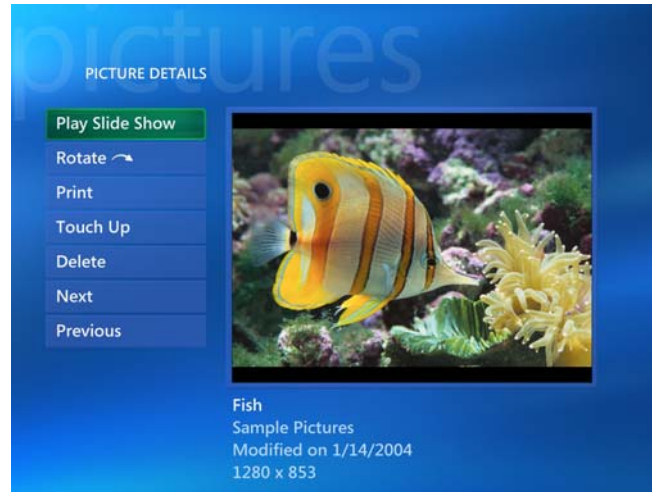 pictures
PICTURE DETAILS
Play Slide Show
Rotate
Print
Touch Up
Delete
Next
Previous
Fish
Sample Pictures
Modified on 1/14/2004
1280 x 853